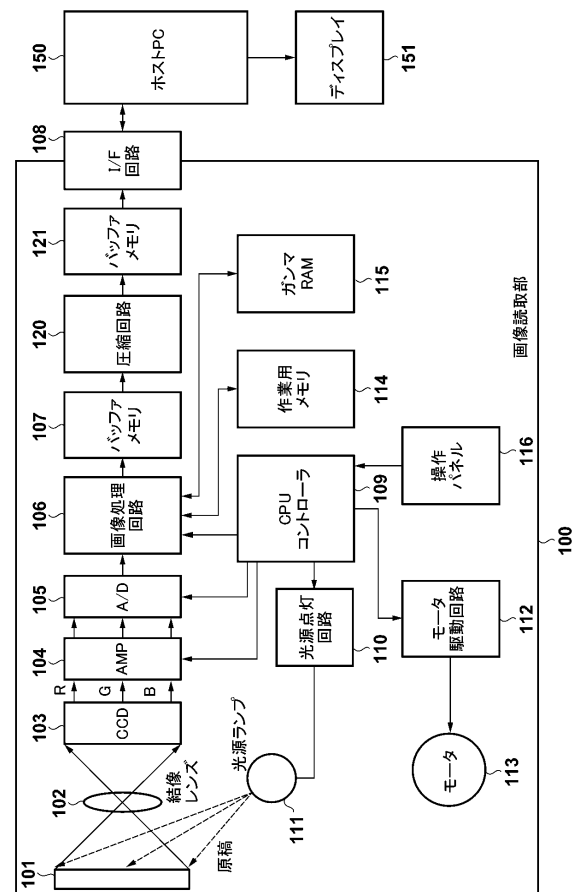 101
原稿
102
結像
レンズ
103
CCD
R
G
B
104
AMP
105
A/D
106
画像処理
回路
107
バッファ
メモリ
120
圧縮回路
121
バッファ
メモリ
108
I/F
回路
150
ホストPC
ディスプレイ
151
光源ランプ
111
光源点灯
回路
110
CPU
コントローラ
109
作業用
メモリ
114
ガンマ
RAM
115
モータ
113
モータ
駆動回路
112
操作
パネル
116
画像読取部
100